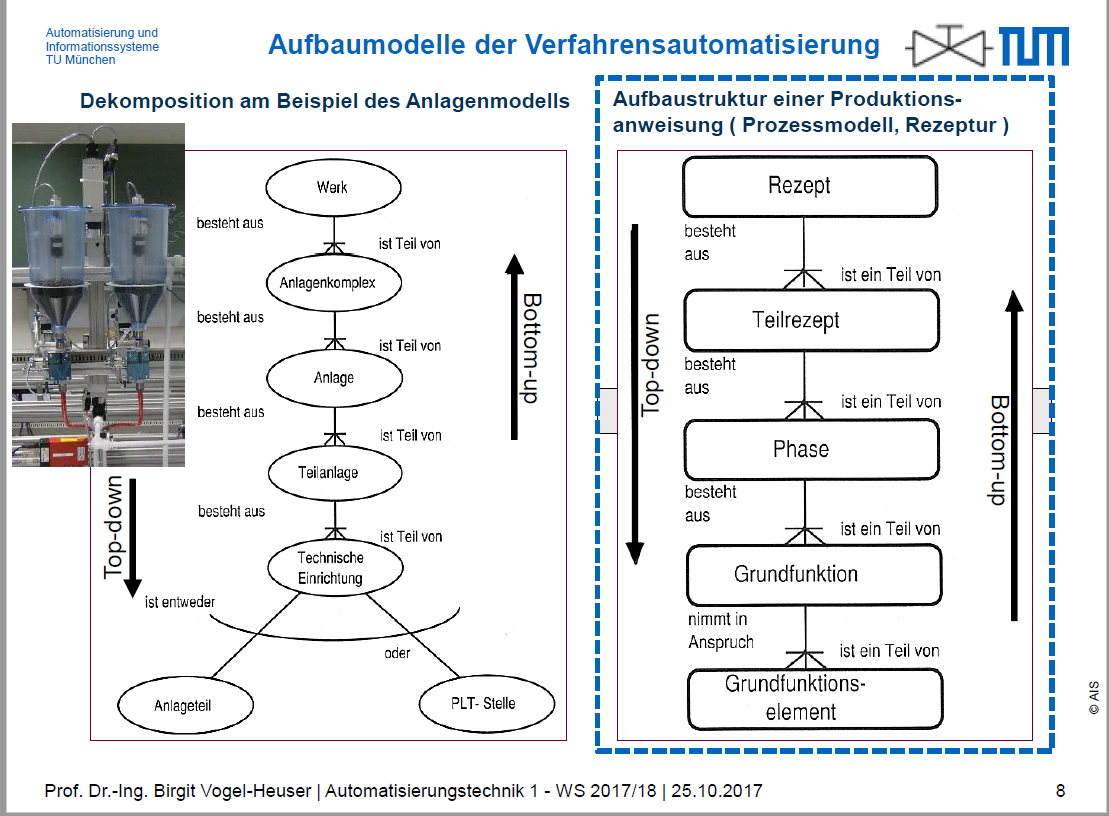 Automatisierung und
Informationssysteme
TU München
Aufbaumodelle der Verfahrensautomatisierung
TUM
Dekomposition am Beispiel des Anlagenmodells
Werk
besteht aus
ist Teil von
Anlagenkomplex
besteht aus
ist Teil von
Anlage
besteht aus
ist Teil von
Teilanlage
besteht aus
ist Teil von
Technische
Einrichtung
ist entweder
oder
Anlageteil
PLT- Stelle
Top-down
Bottom-up
Aufbaustruktur einer Produktions-
anweisung ( Prozessmodell, Rezeptur )
Rezept
besteht
aus
ist ein Teil von
Teilrezept
besteht
aus
ist ein Teil von
Phase
besteht
aus
ist ein Teil von
Grundfunktion
nimmt in
Anspruch
ist ein Teil von
Grundfunktions-
element
Top-down
Bottom-up
© AIS
Prof. Dr.-Ing. Birgit Vogel-Heuser | Automatisierungstechnik 1 - WS 2017/18 | 25.10.2017
8